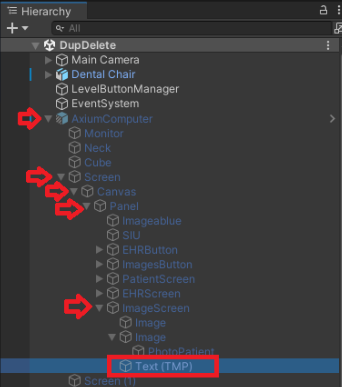 Hierarchy
All
DupDelete
Main Camera
Dental Chair
LevelButtonManager
EventSystem
AxiumComputer
Monitor
Neck
Cube
Screen
Canvas
Panel
Imageablue
SIU
EHRButton
ImagesButton
PatientScreen
EHRScreen
ImageScreen
Image
Image
PhotoPatient
Text (TMP)
Screen (1)